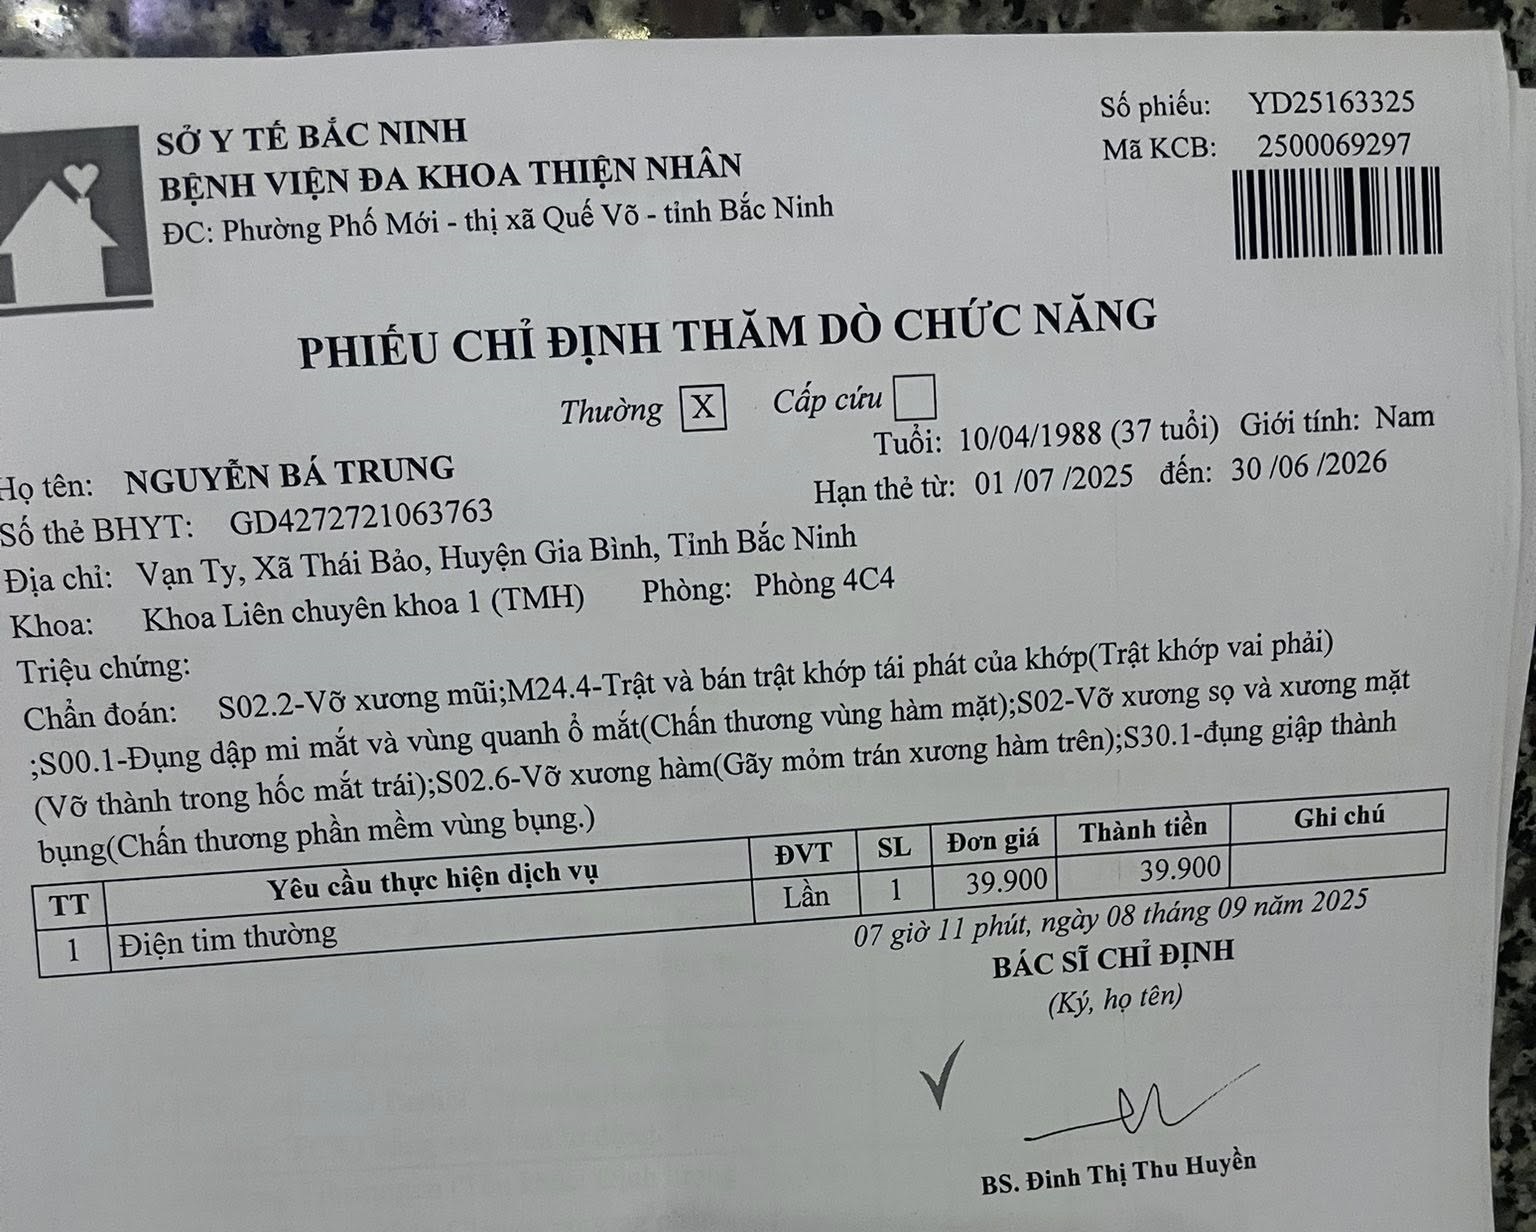 SỞ Y TẾ BẮC NINH
BỆNH VIỆN ĐA KHOA THIỆN NHÂN
ĐC: Phường Phố Mới - thị xã Quế Võ - tỉnh Bắc Ninh
Số phiếu: YD25163325
Mã KCB: 2500069297
PHIẾU CHỈ ĐỊNH THĂM DÒ CHỨC NĂNG
Thường X Cấp cứu
Họ tên: NGUYỄN BÁ TRUNG Tuổi: 10/04/1988 (37 tuổi) Giới tính: Nam
Số thẻ BHYT: GD4272721063763 Hạn thẻ từ: 01 /07 /2025 đến: 30 /06 /2026
Địa chỉ: Vạn Ty, Xã Thái Bảo, Huyện Gia Bình, Tỉnh Bắc Ninh
Khoa: Khoa Liên chuyên khoa 1 (TMH) Phòng: Phòng 4C4
Triệu chứng:
Chẩn đoán: S02.2-Vỡ xương mũi;M24.4-Trật và bán trật khớp tái phát của khớp(Trật khớp vai phải)
;S00.1-Đụng dập mi mắt và vùng quanh ổ mắt(Chấn thương vùng hàm mặt);S02-Vỡ xương sọ và xương mặt
(Vỡ thành trong hốc mắt trái);S02.6-Vỡ xương hàm(Gãy mỏm trán xương hàm trên);S30.1-đụng giập thành
bụng(Chấn thương phần mềm vùng bụng.)
TT Yêu cầu thực hiện dịch vụ ĐVT SL Đơn giá Thành tiền Ghi chú
1 Điện tim thường Lần 1 39.900 39.900
07 giờ 11 phút, ngày 08 tháng 09 năm 2025
BÁC SĨ CHỈ ĐỊNH
(Ký, họ tên)
BS. Đinh Thị Thu Huyền